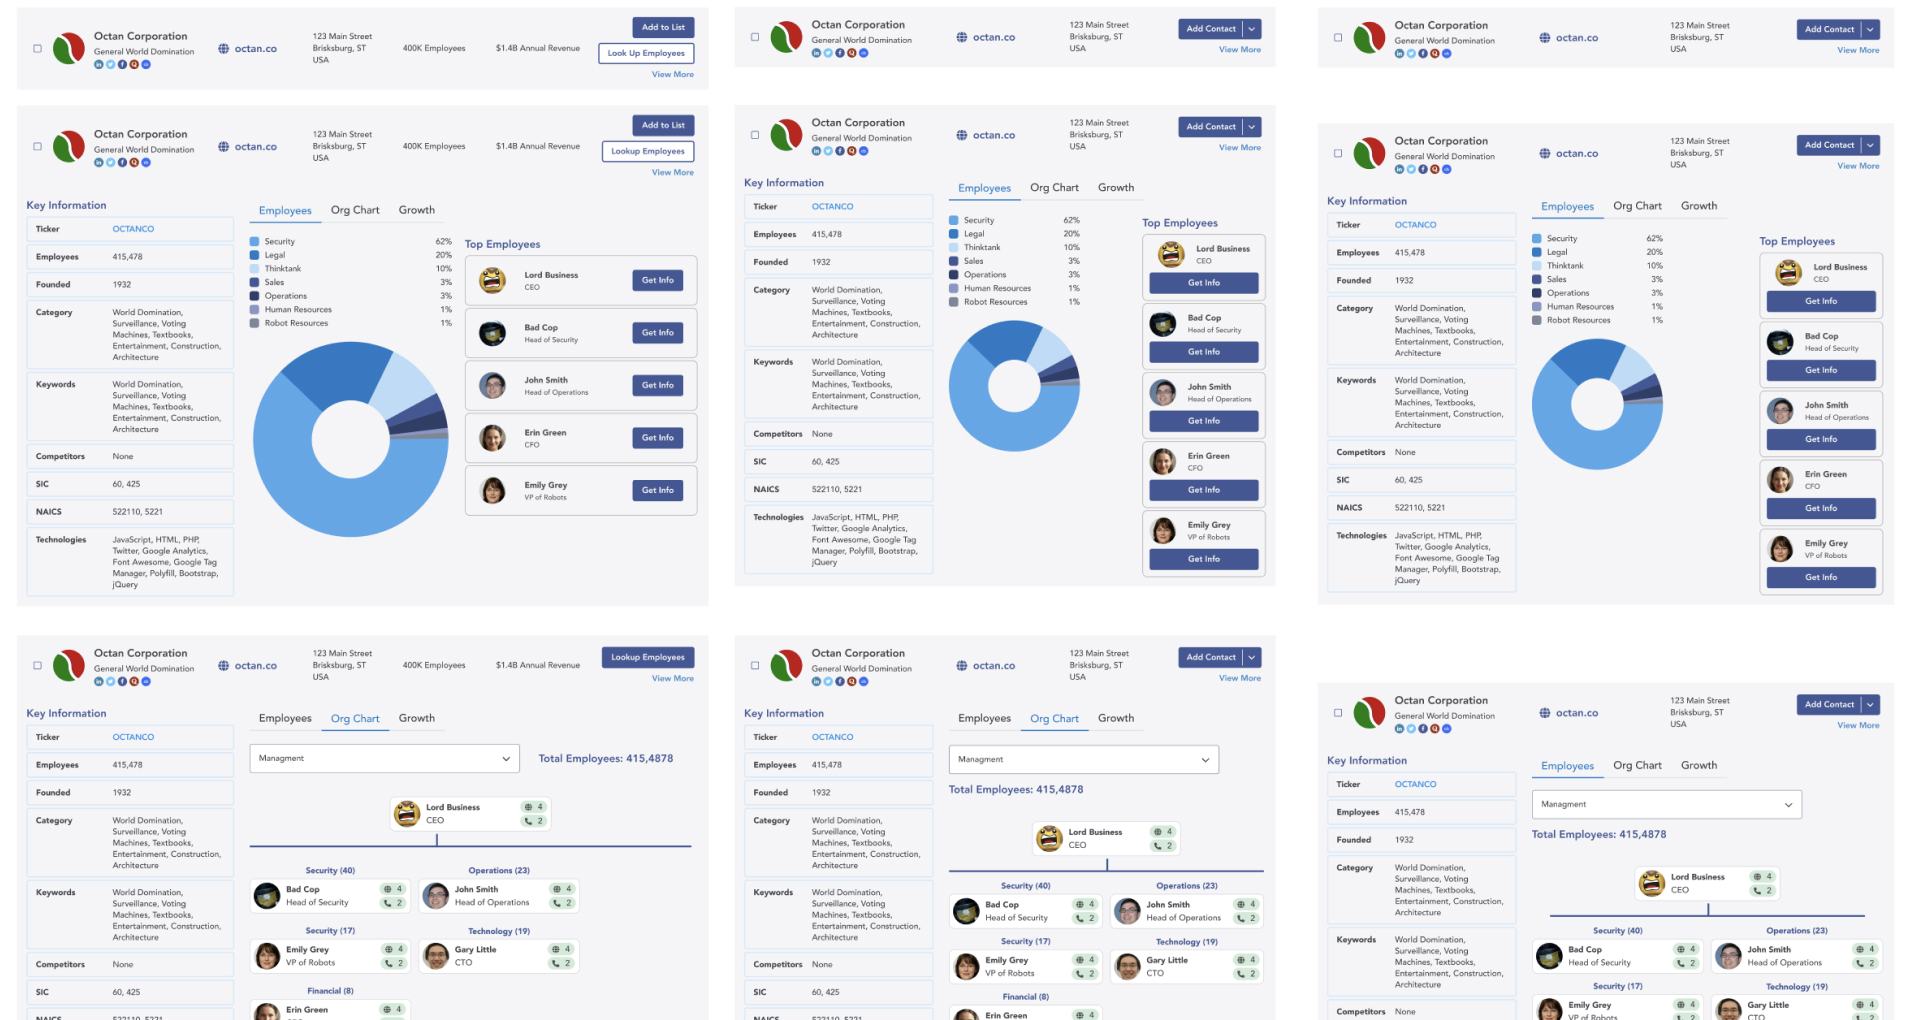 Octan Corporation
General World Domination
octan.co
123 Main Street
Brisksburg, ST
USA
400K Employees
$1.4B Annual Revenue
Add to List
Look Up Employees
View More
Octan Corporation
General World Domination
octan.co
123 Main Street
Brisksburg, ST
USA
Add Contact
View More
Octan Corporation
General World Domination
octan.co
123 Main Street
Brisksburg, ST
USA
Add Contact
View More
Octan Corporation
General World Domination
octan.co
123 Main Street
Brisksburg, ST
USA
400K Employees
$1.4B Annual Revenue
Add to List
Lookup Employees
View More
Key Information
Ticker OCTANCO
Employees 415,478
Founded 1932
Category World Domination,
Surveillance, Voting
Machines, Textbooks,
Entertainment, Construction,
Architecture
Keywords World Domination,
Surveillance, Voting
Machines, Textbooks,
Entertainment, Construction,
Architecture
Competitors None
SIC 60, 425
NAICS 522110, 5221
Technologies JavaScript, HTML, PHP,
Twitter, Google Analytics,
Font Awesome, Google Tag
Manager, Polyfill, Bootstrap,
jQuery
Employees Org Chart Growth
Security 62%
Legal 20%
Thinktank 10%
Sales 3%
Operations 3%
Human Resources 1%
Robot Resources 1%
Top Employees
Lord Business
CEO
Get Info
Bad Cop
Head of Security
Get Info
John Smith
Head of Operations
Get Info
Erin Green
CFO
Get Info
Emily Grey
VP of Robots
Get Info
Octan Corporation
General World Domination
octan.co
123 Main Street
Brisksburg, ST
USA
Add Contact
View More
Key Information
Ticker OCTANCO
Employees 415,478
Founded 1932
Category World Domination,
Surveillance, Voting
Machines, Textbooks,
Entertainment, Construction,
Architecture
Keywords World Domination,
Surveillance, Voting
Machines, Textbooks,
Entertainment, Construction,
Architecture
Competitors None
SIC 60, 425
NAICS 522110, 5221
Technologies JavaScript, HTML, PHP,
Twitter, Google Analytics,
Font Awesome, Google Tag
Manager, Polyfill, Bootstrap,
jQuery
Employees Org Chart Growth
Security 62%
Legal 20%
Thinktank 10%
Sales 3%
Operations 3%
Human Resources 1%
Robot Resources 1%
Top Employees
Lord Business
CEO
Get Info
Bad Cop
Head of Security
Get Info
John Smith
Head of Operations
Get Info
Erin Green
CFO
Get Info
Emily Grey
VP of Robots
Get Info
Octan Corporation
General World Domination
octan.co
123 Main Street
Brisksburg, ST
USA
Add Contact
View More
Key Information
Ticker OCTANCO
Employees 415,478
Founded 1932
Category World Domination,
Surveillance, Voting
Machines, Textbooks,
Entertainment, Construction,
Architecture
Keywords World Domination,
Surveillance, Voting
Machines, Textbooks,
Entertainment, Construction,
Architecture
Competitors None
SIC 60, 425
NAICS 522110, 5221
Technologies JavaScript, HTML, PHP,
Twitter, Google Analytics,
Font Awesome, Google Tag
Manager, Polyfill, Bootstrap,
jQuery
Employees Org Chart Growth
Security 62%
Legal 20%
Thinktank 10%
Sales 3%
Operations 3%
Human Resources 1%
Robot Resources 1%
Top Employees
Lord Business
CEO
Get Info
Bad Cop
Head of Security
Get Info
John Smith
Head of Operations
Get Info
Erin Green
CFO
Get Info
Emily Grey
VP of Robots
Get Info
Octan Corporation
General World Domination
octan.co
123 Main Street
Brisksburg, ST
USA
400K Employees
$1.4B Annual Revenue
Lookup Employees
View More
Key Information
Ticker OCTANCO
Employees 415,478
Founded 1932
Category World Domination,
Surveillance, Voting
Machines, Textbooks,
Entertainment, Construction,
Architecture
Keywords World Domination,
Surveillance, Voting
Machines, Textbooks,
Entertainment, Construction,
Architecture
Competitors None
SIC 60, 425
NAICS 522110, 5221
Employees Org Chart Growth
Managment
Total Employees: 415,4878
Lord Business 4
CEO 2
Security (40)
Bad Cop 4
Head of Security 2
Operations (23)
John Smith 4
Head of Operations 2
Security (17)
Emily Grey 4
VP of Robots 2
Technology (19)
Gary Little 4
CTO 2
Financial (8)
Erin Green 4
Octan Corporation
General World Domination
octan.co
123 Main Street
Brisksburg, ST
USA
Add Contact
View More
Key Information
Ticker OCTANCO
Employees 415,478
Founded 1932
Category World Domination,
Surveillance, Voting
Machines, Textbooks,
Entertainment, Construction,
Architecture
Keywords World Domination,
Surveillance, Voting
Machines, Textbooks,
Entertainment, Construction,
Architecture
Competitors None
SIC 60, 425
NAICS 522110, 5221
Employees Org Chart Growth
Managment
Total Employees: 415,4878
Lord Business 4
CEO 2
Security (40)
Bad Cop 4
Head of Security 2
Operations (23)
John Smith 4
Head of Operations 2
Security (17)
Emily Grey 4
VP of Robots 2
Technology (19)
Gary Little 4
CTO 2
Financial (8)
Erin Green 4
Octan Corporation
General World Domination
octan.co
123 Main Street
Brisksburg, ST
USA
Add Contact
View More
Key Information
Ticker OCTANCO
Employees 415,478
Founded 1932
Category World Domination,
Surveillance, Voting
Machines, Textbooks,
Entertainment, Construction,
Architecture
Keywords World Domination,
Surveillance, Voting
Machines, Textbooks,
Entertainment, Construction,
Architecture
Competitors None
Employees Org Chart Growth
Managment
Total Employees: 415,4878
Lord Business 4
CEO 2
Security (40)
Bad Cop 4
Head of Security 2
Operations (23)
John Smith 4
Head of Operations 2
Security (17)
Emily Grey 4
VP of Robots 2
Technology (19)
Gary Little 4
CTO 2